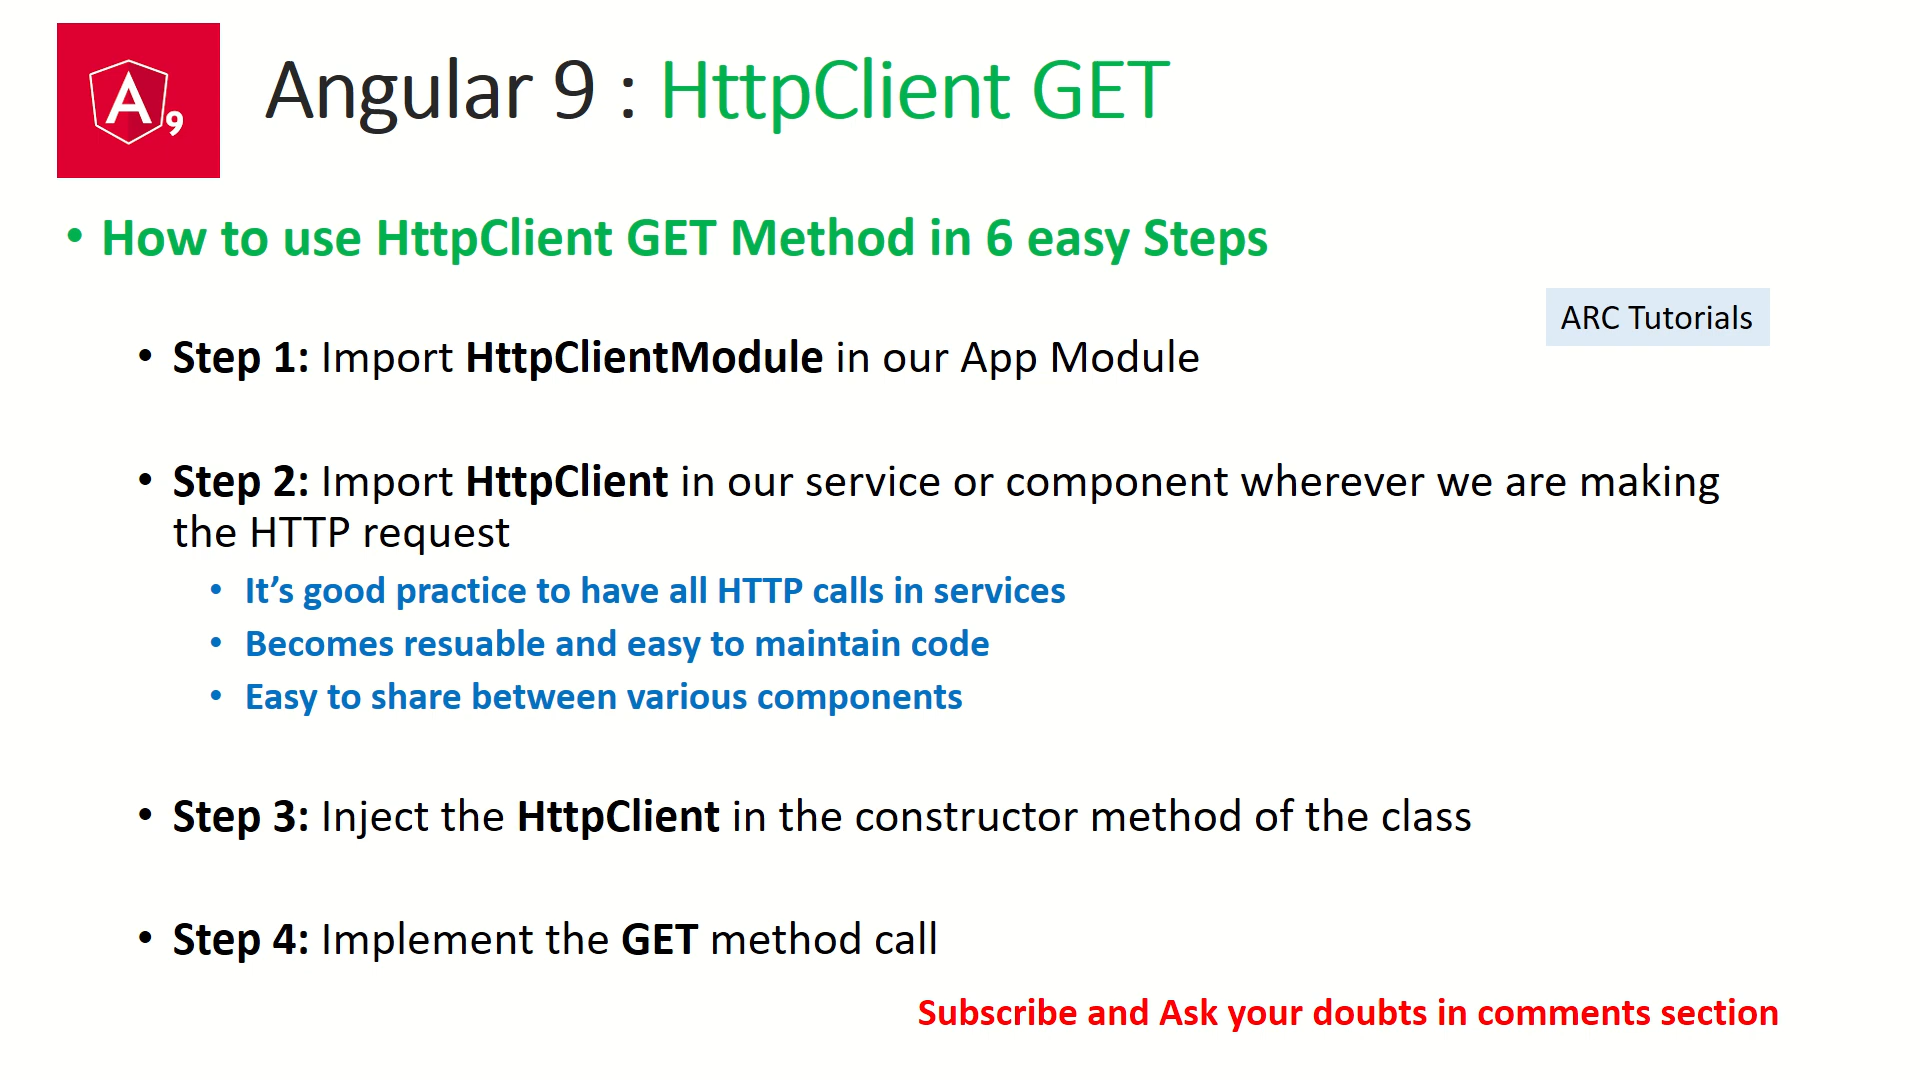 A9
Angular 9 : HttpClient GET
• How to use HttpClient GET Method in 6 easy Steps
ARC Tutorials
• Step 1: Import HttpClientModule in our App Module
• Step 2: Import HttpClient in our service or component wherever we are making
the HTTP request
• It’s good practice to have all HTTP calls in services
• Becomes resuable and easy to maintain code
• Easy to share between various components
• Step 3: Inject the HttpClient in the constructor method of the class
• Step 4: Implement the GET method call
Subscribe and Ask your doubts in comments section